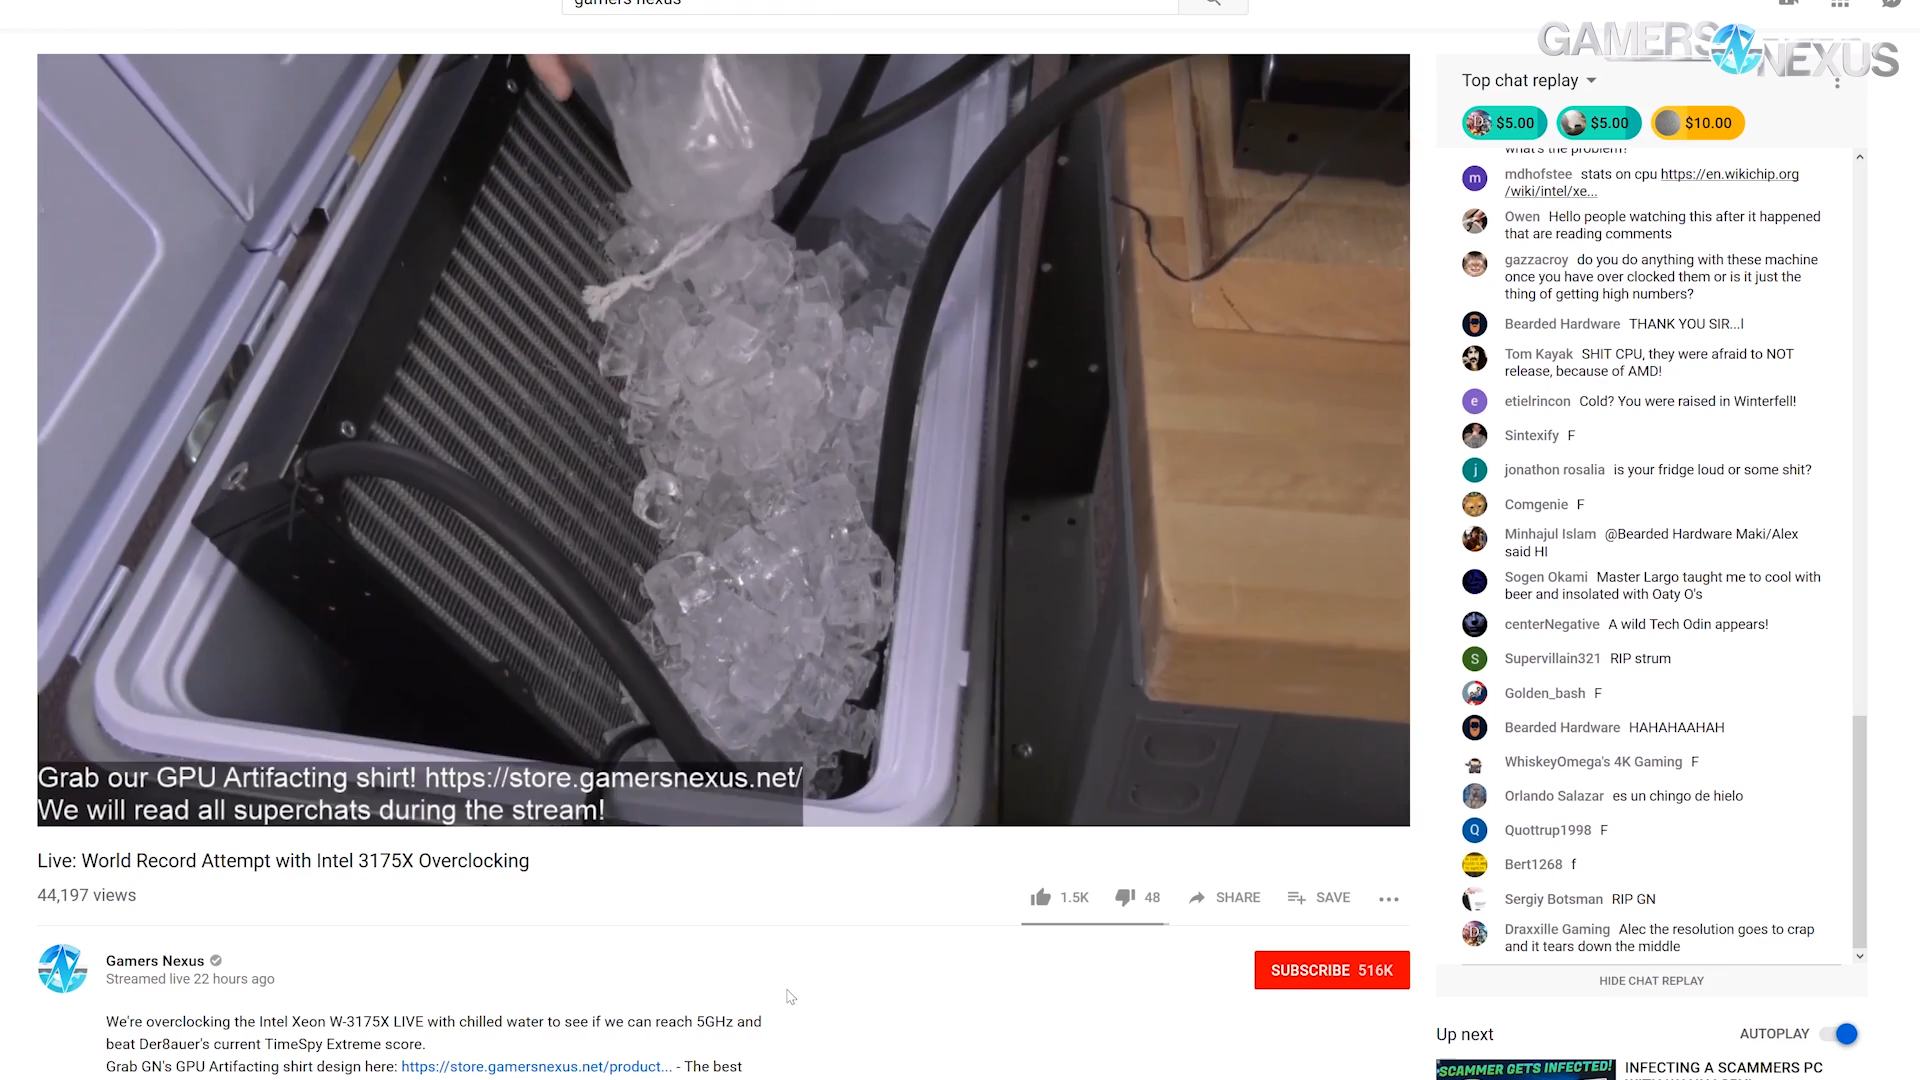 gamers nexus
GAMERS NEXUS
Top chat replay
$5.00
$5.00
$10.00
what's the problem?
mdhofstee stats on cpu https://en.wikichip.org
/wiki/intel/xe...
Owen Hello people watching this after it happened
that are reading comments
gazzacroy do you do anything with these machine
once you have over clocked them or is it just the
thing of getting high numbers?
Bearded Hardware THANK YOU SIR...l
Tom Kayak SHIT CPU, they were afraid to NOT
release, because of AMD!
e
etielrincon Cold? You were raised in Winterfell!
Sintexify F
j
jonathon rosalia is your fridge loud or some shit?
Comgenie F
Minhajul Islam @Bearded Hardware Maki/Alex
said HI
Sogen Okami Master Largo taught me to cool with
beer and insolated with Oaty O's
centerNegative A wild Tech Odin appears!
S
Supervillain321 RIP strum
Golden_bash F
Bearded Hardware HAHAHAAHAH
WhiskeyOmega's 4K Gaming F
Orlando Salazar es un chingo de hielo
Q
Quottrup1998 F
Bert1268 f
Sergiy Botsman RIP GN
Draxxville Gaming Alec the resolution goes to crap
and it tears down the middle
HIDE CHAT REPLAY
Grab our GPU Artifacting shirt! https://store.gamersnexus.net/
We will read all superchats during the stream!
Live: World Record Attempt with Intel 3175X Overclocking
44,197 views
1.5K
48
SHARE
SAVE
Gamers Nexus
Streamed live 22 hours ago
SUBSCRIBE 516K
We're overclocking the Intel Xeon W-3175X LIVE with chilled water to see if we can reach 5GHz and
beat Der8auer's current TimeSpy Extreme score.
Grab GN's GPU Artifacting shirt design here: https://store.gamersnexus.net/product... - The best
Up next
AUTOPLAY
SCAMMER GETS INFECTED!
INFECTING A SCAMMERS PC